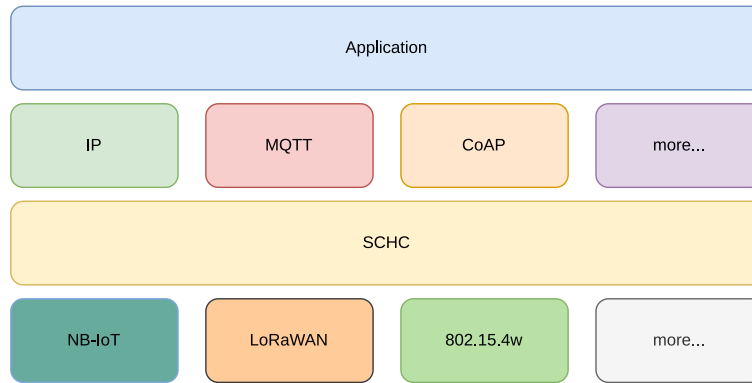 Application
IP
MQTT
CoAP
more...
SCHC
NB-IoT
LoRaWAN
802.15.4w
more...